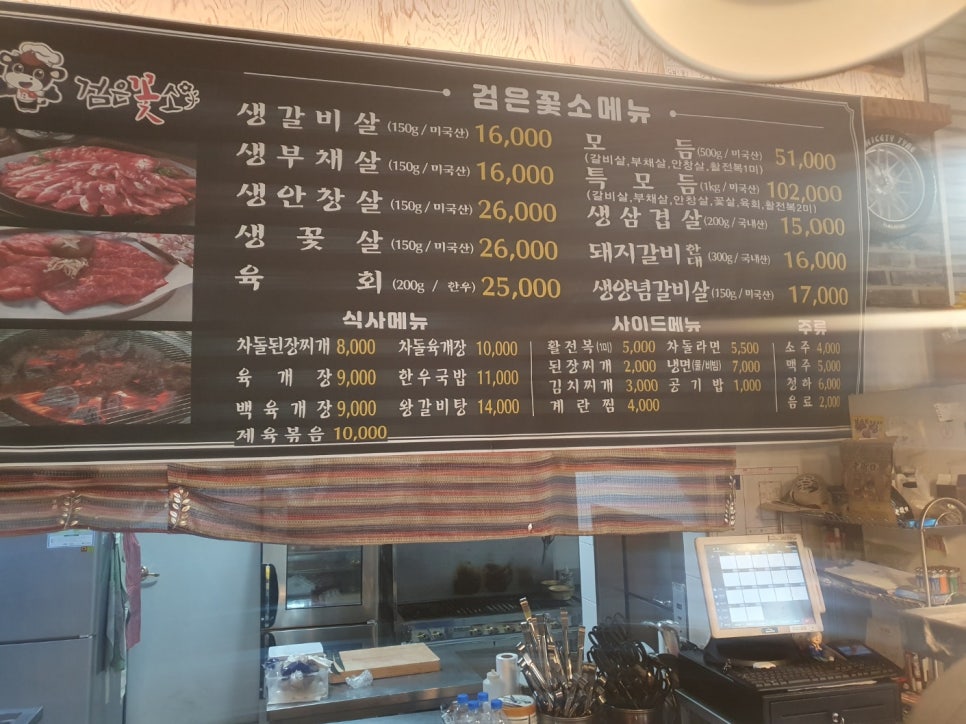 검은꽃소
검은꽃소메뉴
생갈비살 (150g / 미국산) 16,000
생부채살 (150g / 미국산) 16,000
생안창살 (150g / 미국산) 26,000
생꽃살 (150g / 미국산) 26,000
육회 (200g / 한우) 25,000
모듬 (500g / 미국산) 51,000
(갈비살,부채살,안창살,활전복1미)
특모듬 (1kg / 미국산) 102,000
(갈비살,부채살,안창살,꽃살,육회,활전복2미)
생삼겹살 (200g / 국내산) 15,000
돼지갈비 한대 (300g / 국내산) 16,000
생양념갈비살 (150g / 미국산) 17,000
식사메뉴
차돌된장찌개 8,000 차돌육개장 10,000
육개장 9,000 한우국밥 11,000
백육개장 9,000 왕갈비탕 14,000
제육볶음 10,000
사이드메뉴
활전복(1미) 5,000 차돌라면 5,500
된장찌개 2,000 냉면(물/비빔) 7,000
김치찌개 3,000 공기밥 1,000
계란찜 4,000
주류
소주 4,000
맥주 5,000
청하 6,000
음료 2,000